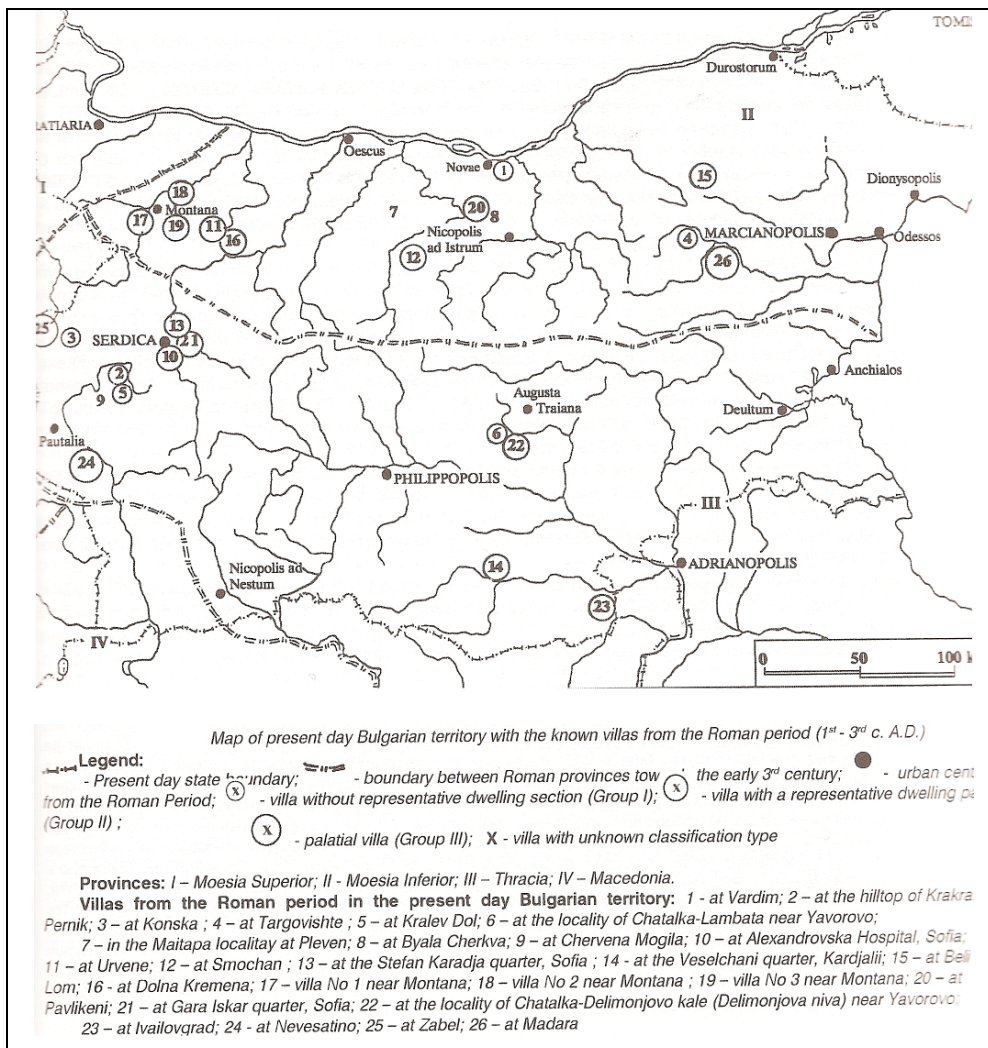 TOMIS
Durostorum
II
ATIARIA
Oescus
Novae
1
I
15
Dionysopolis
18
17
Montana
19
11
16
7
20
8
Nicopolis
ad Istrum
12
4
MARCIANOPOLIS
Odessos
26
25
3
13
SERDICA
21
10
2
5
9
Anchialos
Augusta
Traiana
Deultum
Pautalia
6
22
24
PHILIPPOPOLIS
III
14
ADRIANOPOLIS
Nicopolis ad
Nestum
23
IV
0 50 100 k
Map of present day Bulgarian territory with the known villas from the Roman period (1st - 3rd c. A.D.)
Legend:
- Present day state boundary; - boundary between Roman provinces tow the early 3rd century; - urban cent
from the Roman Period; x - villa without representative dwelling section (Group I); x - villa with a representative dwelling pa
(Group II) ;
X - palatial villa (Group III); X - villa with unknown classification type
Provinces: I – Moesia Superior; II - Moesia Inferior; III – Thracia; IV – Macedonia.
Villas from the Roman period in the present day Bulgarian territory: 1 - at Vardim; 2 – at the hilltop of Krakra
Pernik; 3 – at Konska ; 4 – at Targovishte ; 5 – at Kralev Dol; 6 – at the locality of Chatalka-Lambata near Yavorovo;
7 – in the Maitapa localitay at Pleven; 8 – at Byala Cherkva; 9 – at Chervena Mogila; 10 – at Alexandrovska Hospital, Sofia;
11 – at Urvene; 12 – at Smochan ; 13 – at the Stefan Karadja quarter, Sofia ; 14 - at the Veselchani quarter, Kardjalii; 15 – at Beli
Lom; 16 - at Dolna Kremena; 17 – villa No 1 near Montana; 18 – villa No 2 near Montana ; 19 – villa No 3 near Montana; 20 – at
Pavlikeni; 21 – at Gara Iskar quarter, Sofia; 22 – at the locality of Chatalka-Delimonjovo kale (Delimonjova niva) near Yavorovo;
23 – at Ivailovgrad; 24 - at Nevesatino; 25 – at Zabel; 26 – at Madara